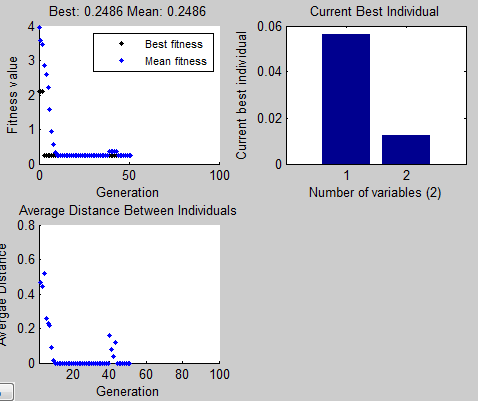 Best: 0.2486 Mean: 0.2486
4
3
2
1
0
Fitness value
Best fitness
Mean fitness
0
50
100
Generation
Current Best Individual
0.06
0.04
0.02
0
Current best individual
1
2
Number of variables (2)
Average Distance Between Individuals
0.8
0.6
0.4
0.2
0
Avergae Distance
20
40
60
80
100
Generation